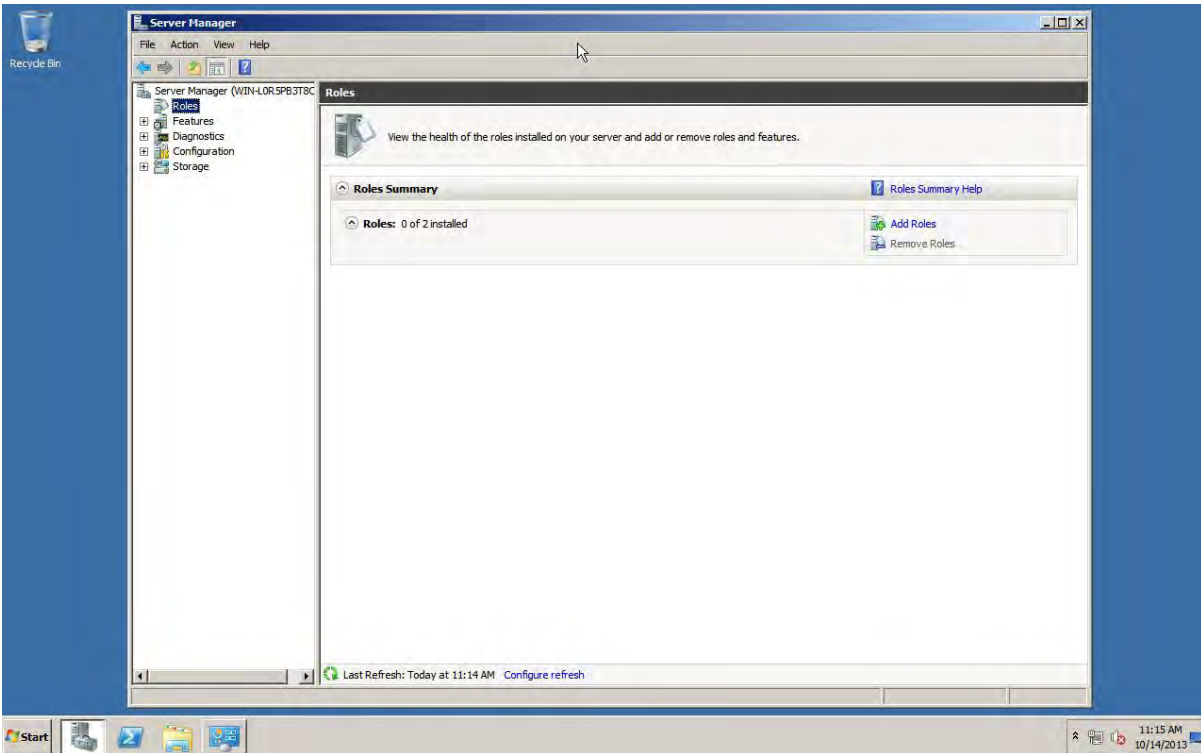 Recycle Bin
Server Manager
File Action View Help
Server Manager (WIN-L0R5PB3T8C
Roles
Features
Diagnostics
Configuration
Storage
Roles
View the health of the roles installed on your server and add or remove roles and features.
Roles Summary
Roles Summary Help
Roles: 0 of 2 installed
Add Roles
Remove Roles
Last Refresh: Today at 11:14 AM Configure refresh
Start
11:15 AM
10/14/2013